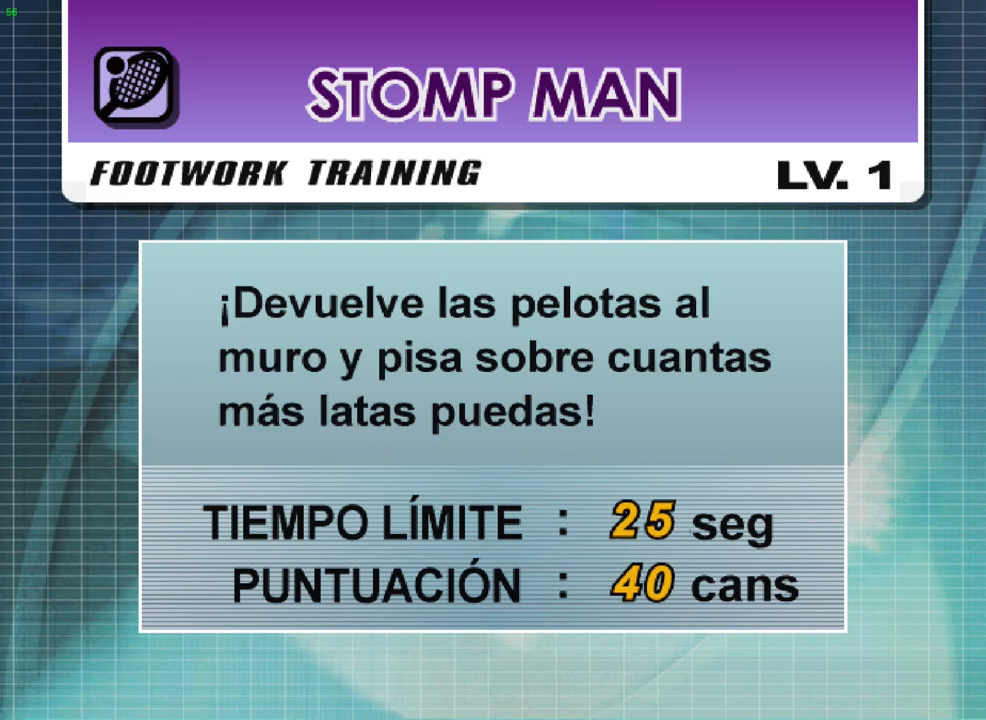 56
STOMP MAN
FOOTWORK TRAINING LV. 1
¡Devuelve las pelotas al
muro y pisa sobre cuantas
más latas puedas!
TIEMPO LÍMITE : 25 seg
PUNTUACIÓN : 40 cans